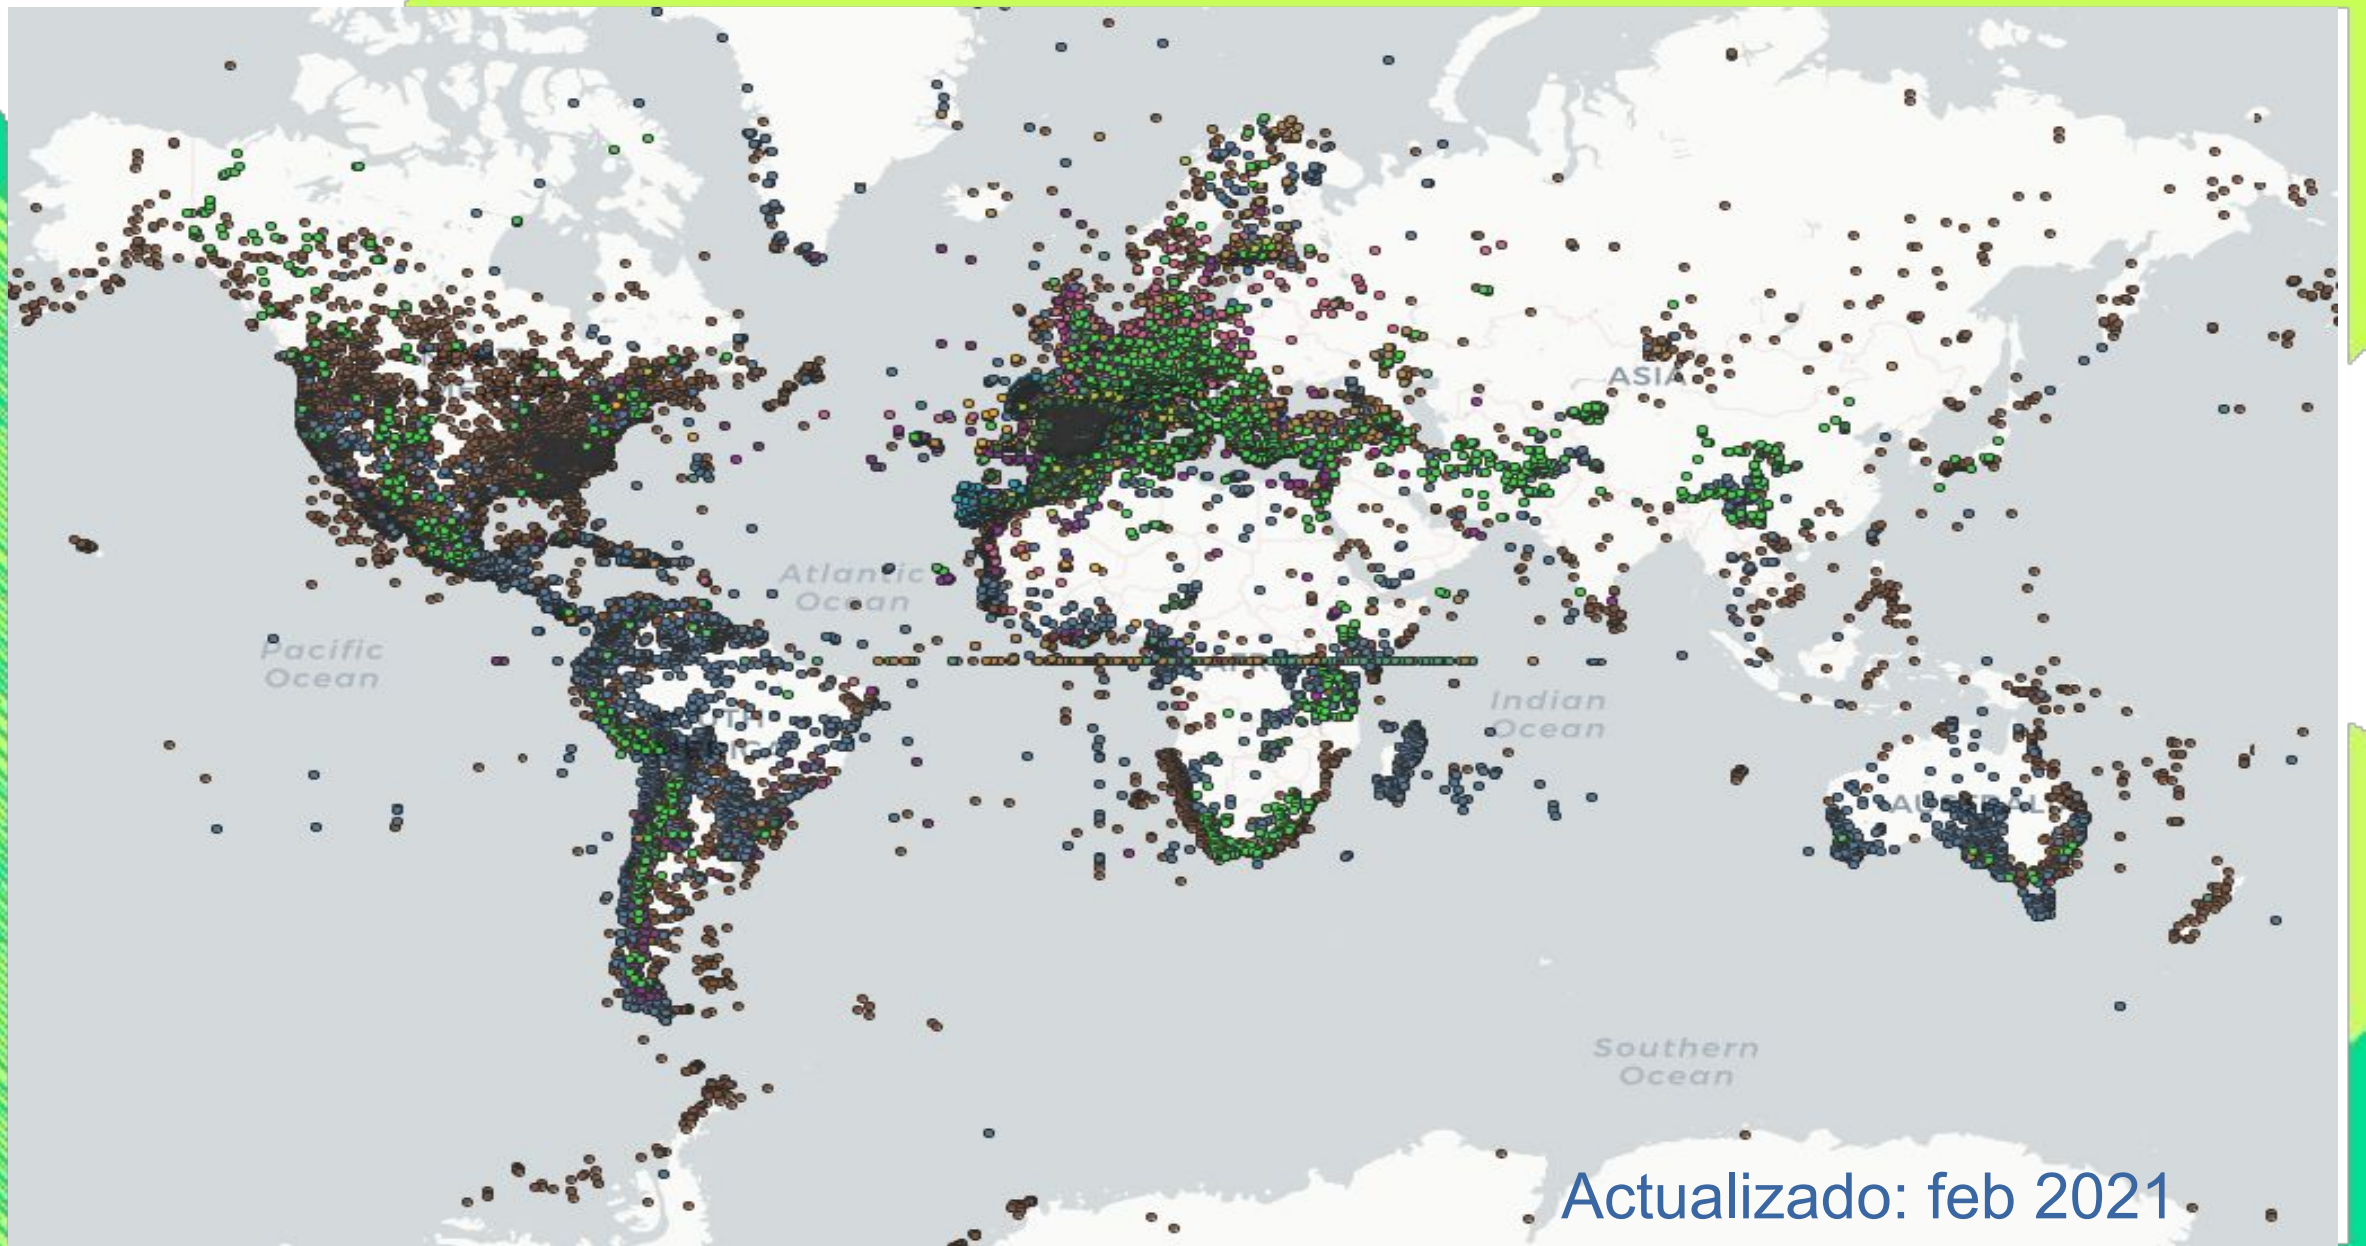 ASIA
Atlantic
Ocean
Pacific
Ocean
Indian
Ocean
Southern
Ocean
Actualizado: feb 2021